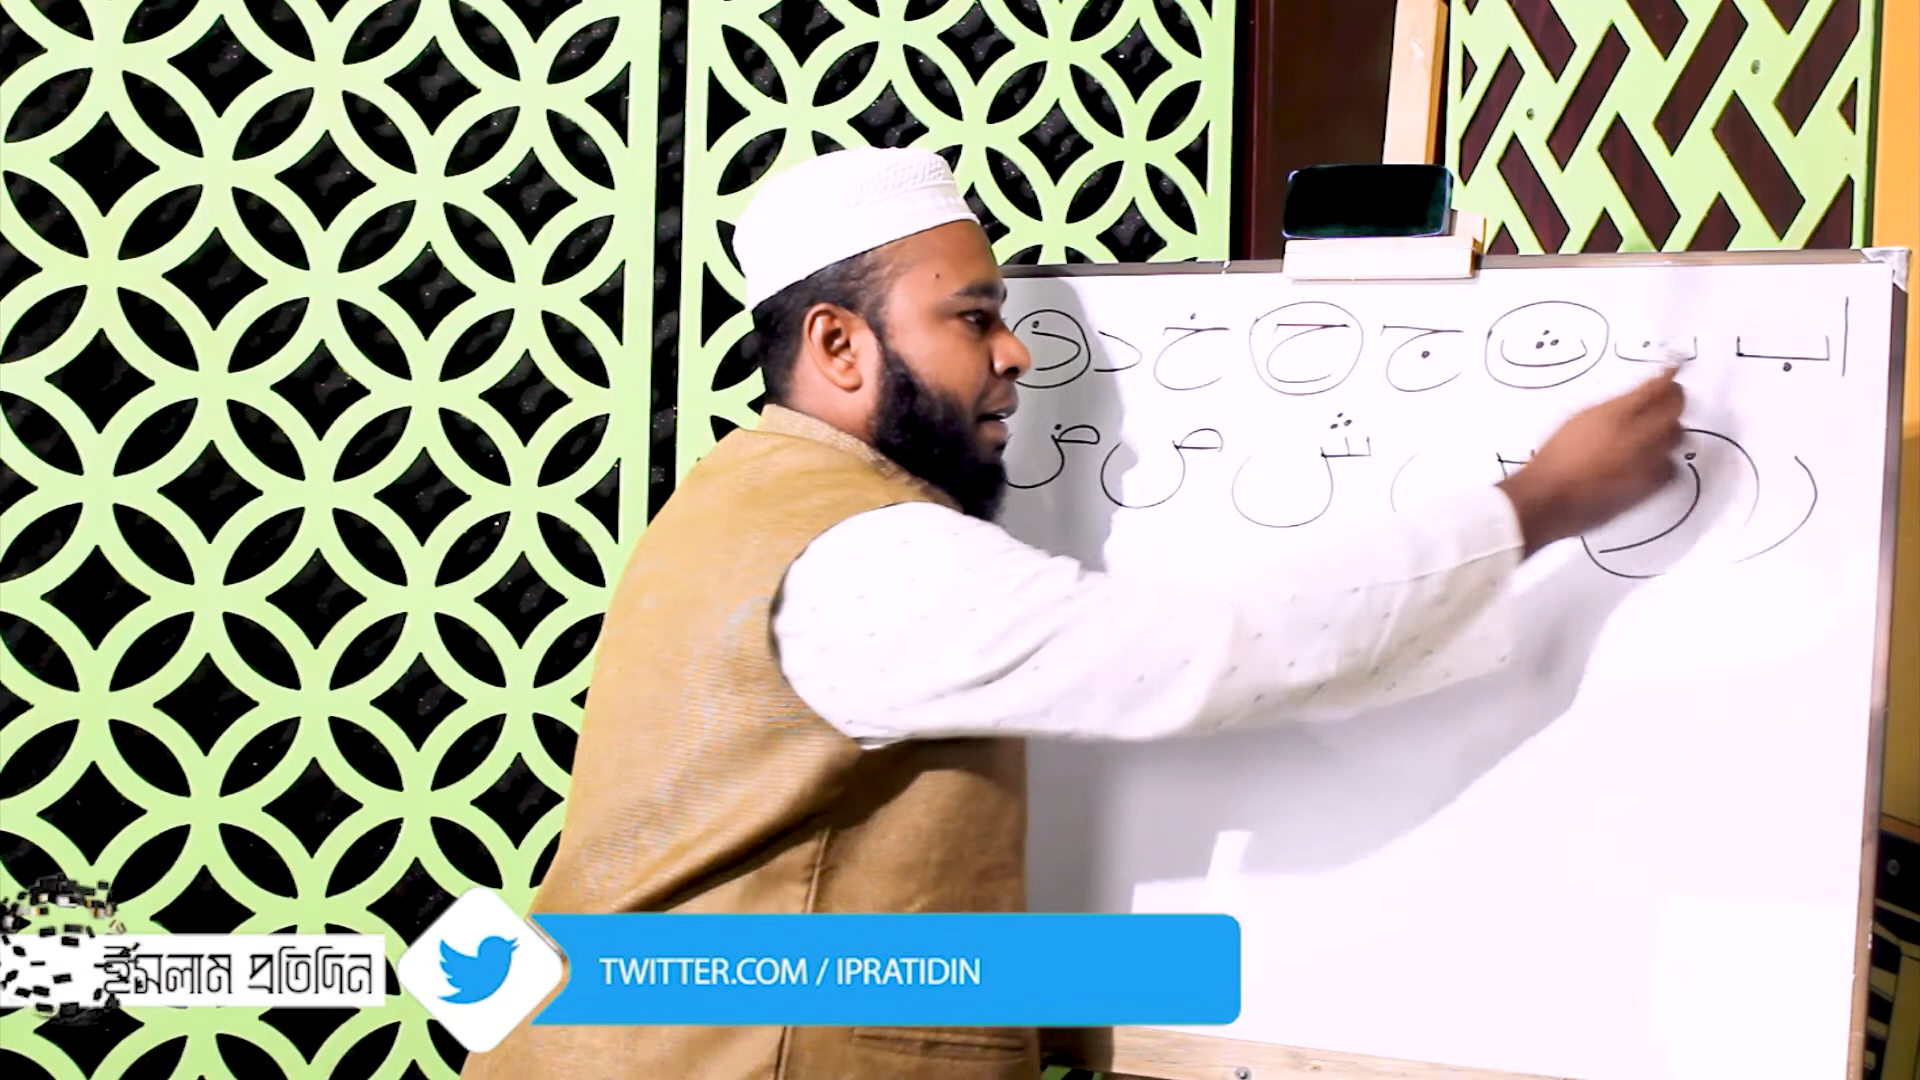 ا ب ت ث ج ح خ د ذ
ر ز س ش ص ض
ইসলাম প্রতিদিন
TWITTER.COM / IPRATIDIN